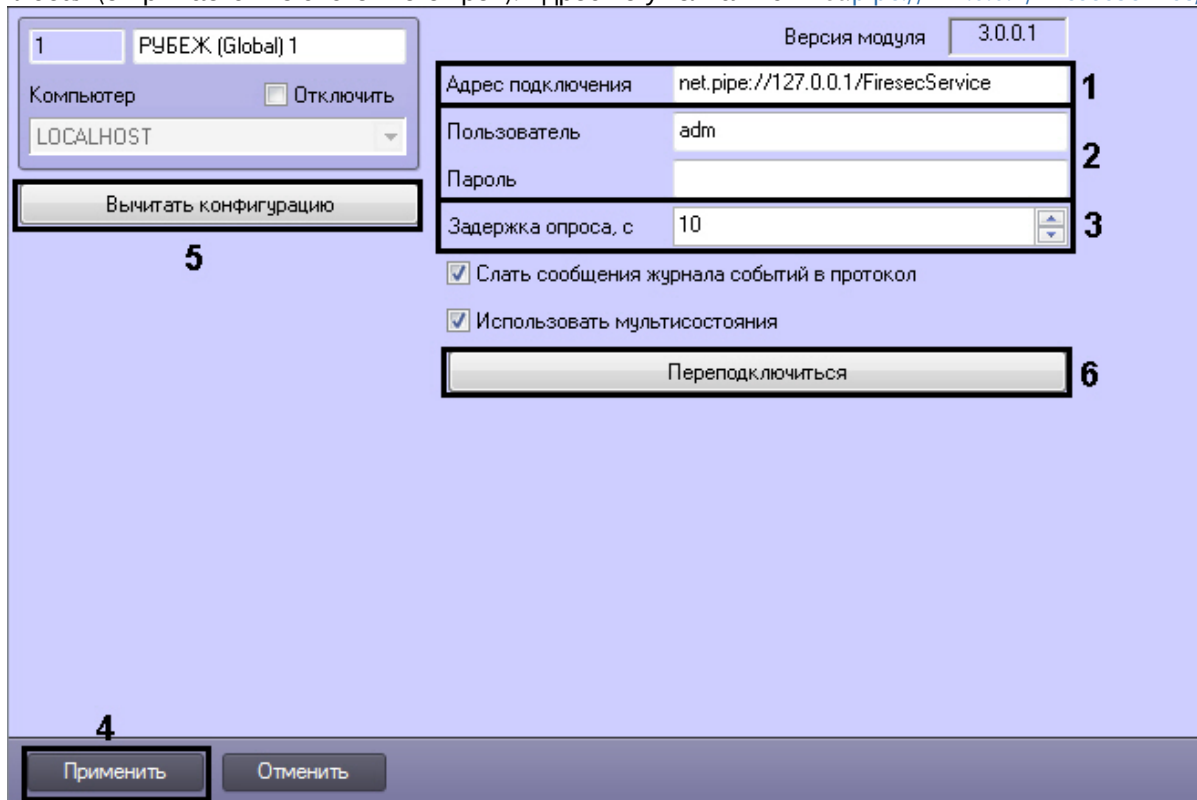 1 РУБЕЖ (Global) 1 Версия модуля 3.0.0.1
Адрес подключения net.pipe://127.0.0.1/FiresecService 1
Компьютер Отключить
LOCALHOST
Пользователь adm
2
Пароль
Вычитать конфигурацию
Задержка опроса, с 10 3
5
Слать сообщения журнала событий в протокол
Использовать мультисостояния
Переподключиться 6
4
Применить Отменить